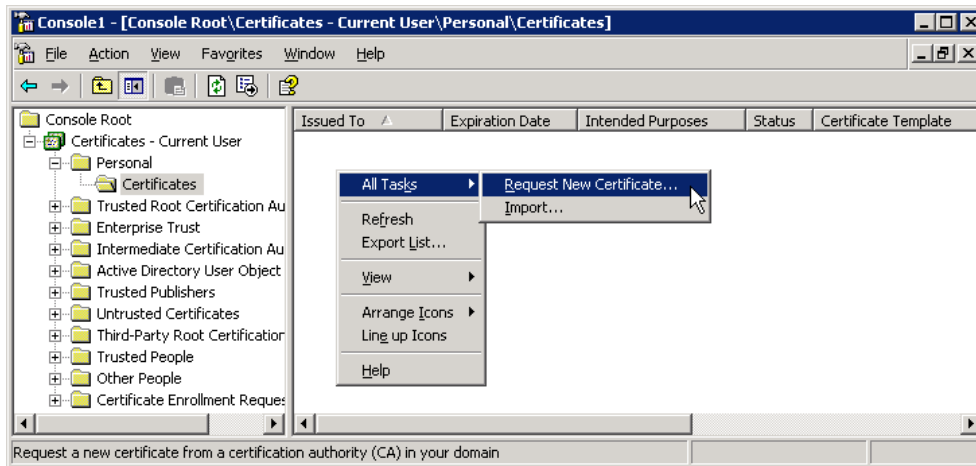 Console1 - [Console Root\Certificates - Current User\Personal\Certificates]
File Action View Favorites Window Help
Console Root
Certificates - Current User
Personal
Certificates
Trusted Root Certification Au
Enterprise Trust
Intermediate Certification Au
Active Directory User Object
Trusted Publishers
Untrusted Certificates
Third-Party Root Certification
Trusted People
Other People
Certificate Enrollment Reques
Issued To Expiration Date Intended Purposes Status Certificate Template
All Tasks
Refresh
Export List...
View
Arrange Icons
Line up Icons
Help
Request New Certificate...
Import...
Request a new certificate from a certification authority (CA) in your domain